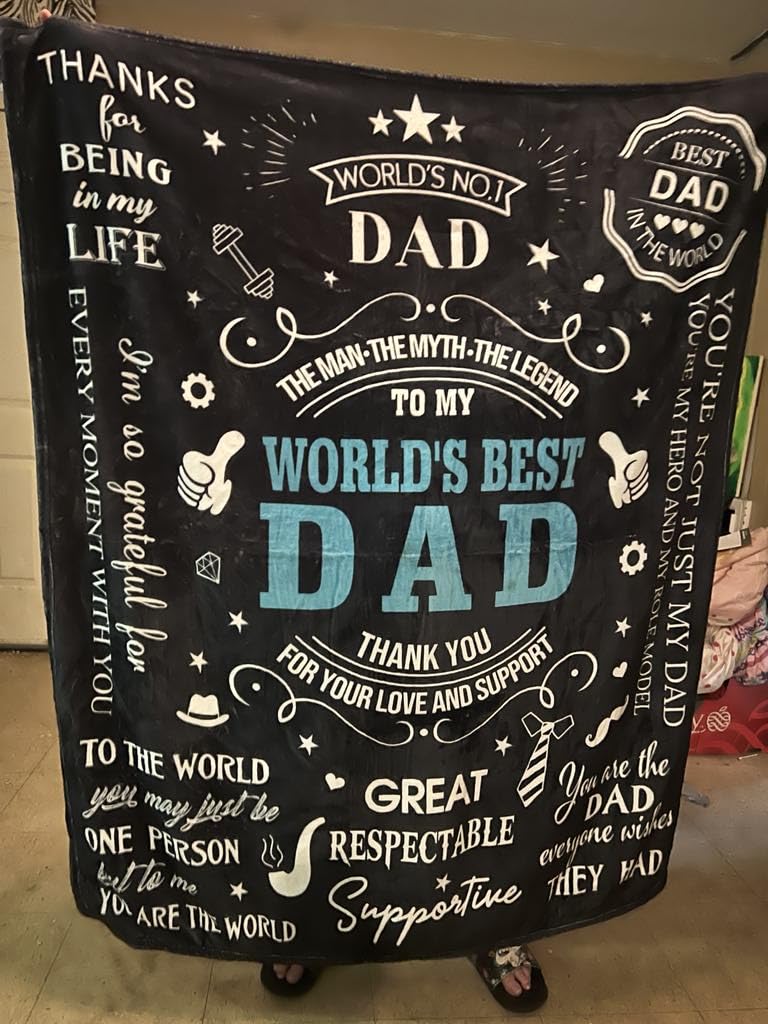 THANKS
for
BEING
in my
LIFE
WORLD'S NO.1
DAD
BEST
DAD
IN THE WORLD
EVERY MOMENT WITH YOU
I'm so grateful for
THE MAN•THE MYTH•THE LEGEND
TO MY
WORLD'S BEST
DAD
THANK YOU
FOR YOUR LOVE AND SUPPORT
YOU'RE NOT JUST MY DAD
YOU'RE MY HERO AND MY ROLE MODEL
TO THE WORLD
you may just be
ONE PERSON
but to me
YOU ARE THE WORLD
GREAT
RESPECTABLE
Supportive
You are the
DAD
everyone wishes
THEY HAD